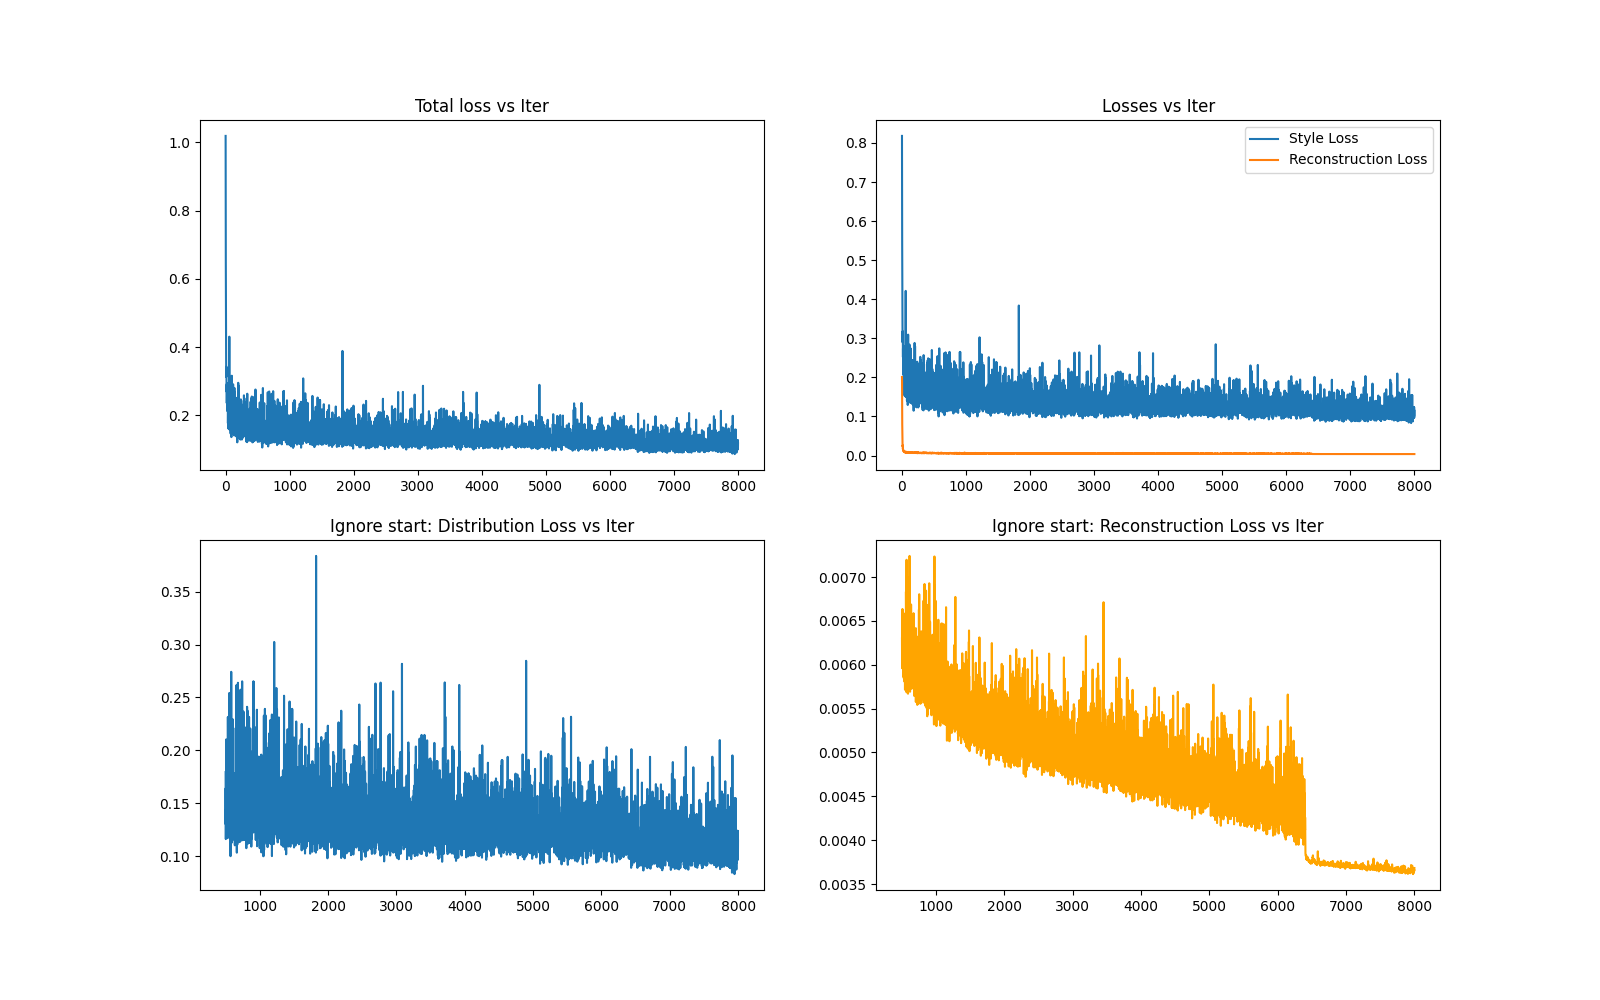 Total loss vs Iter
1.0
0.8
0.6
0.4
0.2
0 1000 2000 3000 4000 5000 6000 7000 8000
Losses vs Iter
Style Loss
Reconstruction Loss
0.8
0.7
0.6
0.5
0.4
0.3
0.2
0.1
0.0
0 1000 2000 3000 4000 5000 6000 7000 8000
Ignore start: Distribution Loss vs Iter
0.35
0.30
0.25
0.20
0.15
0.10
1000 2000 3000 4000 5000 6000 7000 8000
Ignore start: Reconstruction Loss vs Iter
0.0070
0.0065
0.0060
0.0055
0.0050
0.0045
0.0040
0.0035
1000 2000 3000 4000 5000 6000 7000 8000